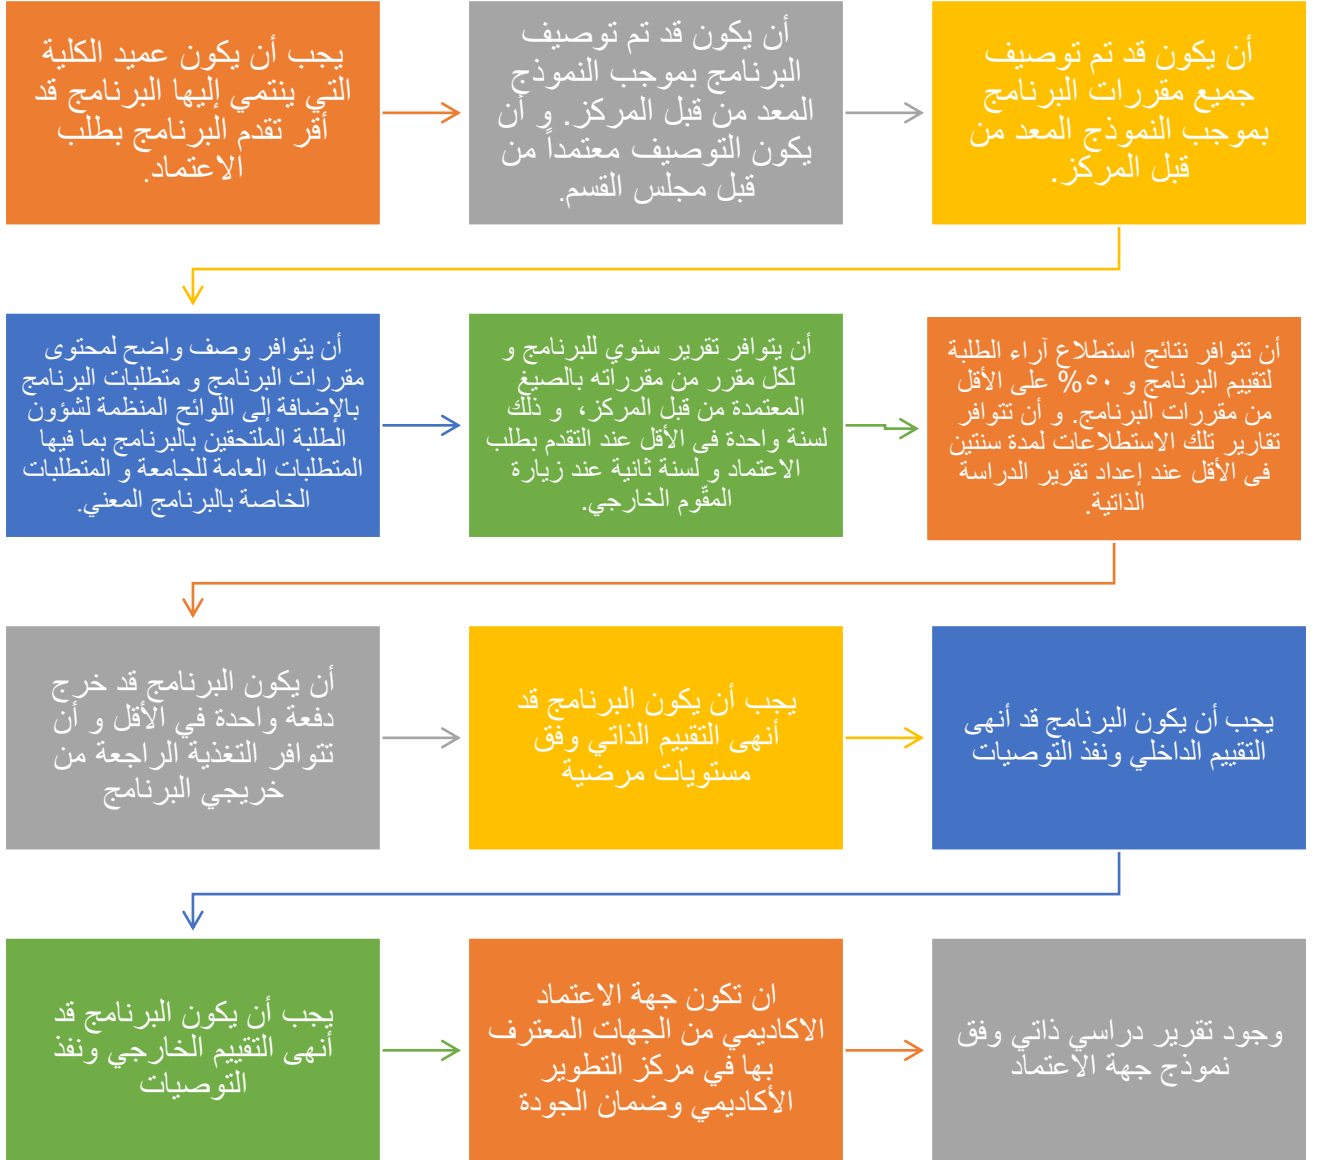 يجب أن يكون عميد الكلية
التي ينتمي إليها البرنامج قد
أقر تقدم البرنامج بطلب
الاعتماد.
أن يكون قد تم توصيف
البرنامج بموجب النموذج
المعد من قبل المركز. و أن
يكون التوصيف معتمداً من
قبل مجلس القسم.
أن يكون قد تم توصيف
جميع مقررات البرنامج
بموجب النموذج المعد من
قبل المركز.
أن يتوافر وصف واضح لمحتوى
مقررات البرنامج و متطلبات البرنامج
بالإضافة إلى اللوائح المنظمة لشؤون
الطلبة الملتحقين بالبرنامج بما فيها
المتطلبات العامة للجامعة و المتطلبات
الخاصة بالبرنامج المعني.
أن يتوافر تقرير سنوي للبرنامج و
لكل مقرر من مقرراته بالصيغ
المعتمدة من قبل المركز، و ذلك
لسنة واحدة فى الأقل عند التقدم بطلب
الاعتماد و لسنة ثانية عند زيارة
المقّوم الخارجي.
أن تتوافر نتائج استطلاع آراء الطلبة
لتقييم البرنامج و ٥٠% على الأقل
من مقررات البرنامج. و أن تتوافر
تقارير تلك الاستطلاعات لمدة سنتين
فى الأقل عند إعداد تقرير الدراسة
الذاتية.
أن يكون البرنامج قد خرج
دفعة واحدة في الأقل و أن
تتوافر التغذية الراجعة من
خريجي البرنامج
يجب أن يكون البرنامج قد
أنهى التقييم الذاتي وفق
مستويات مرضية
يجب أن يكون البرنامج قد أنهى
التقييم الداخلي ونفذ التوصيات
يجب أن يكون البرنامج قد
أنهى التقييم الخارجي ونفذ
التوصيات
ان تكون جهة الاعتماد
الاكاديمي من الجهات المعترف
بها في مركز التطوير
الأكاديمي وضمان الجودة
وجود تقرير دراسي ذاتي وفق
نموذج جهة الاعتماد